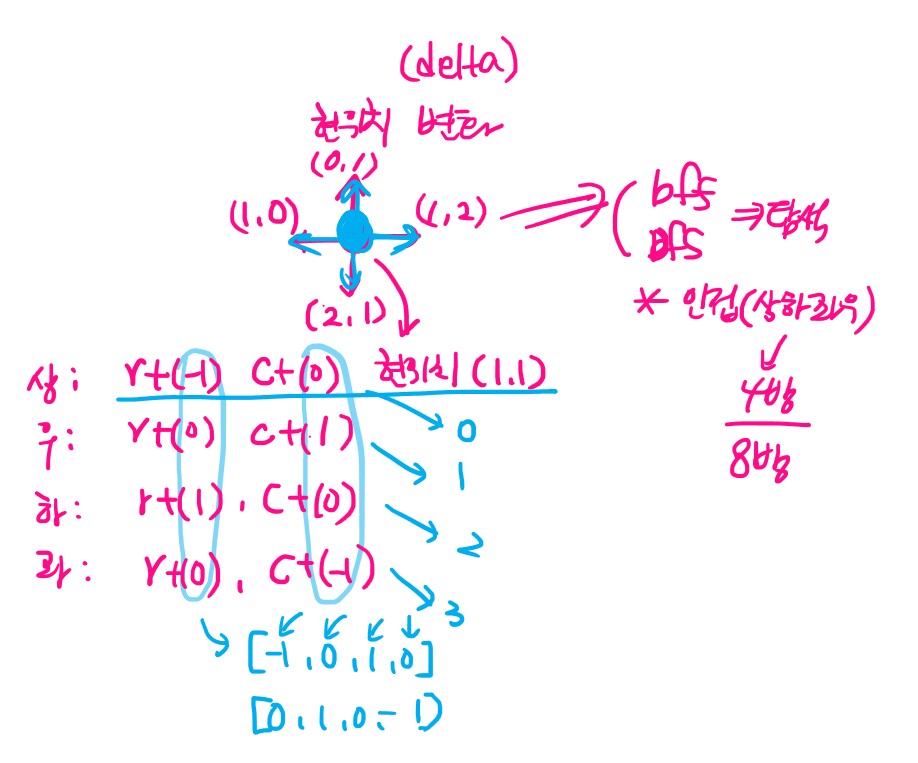 (delta)
현위치 변환
(0,1)
(1,0)
(1,2)
(2,1)
bfs
dfs
⇒탐색
* 인접(상하좌우)
4방
8방
상: r+(-1) c+(0) 현위치 (1,1)
우: r+(0) c+(1)
하: r+(1), c+(0)
좌: r+(0), c+(-1)
0
1
2
3
[-1,0,1,0]
[0,1,0-1)